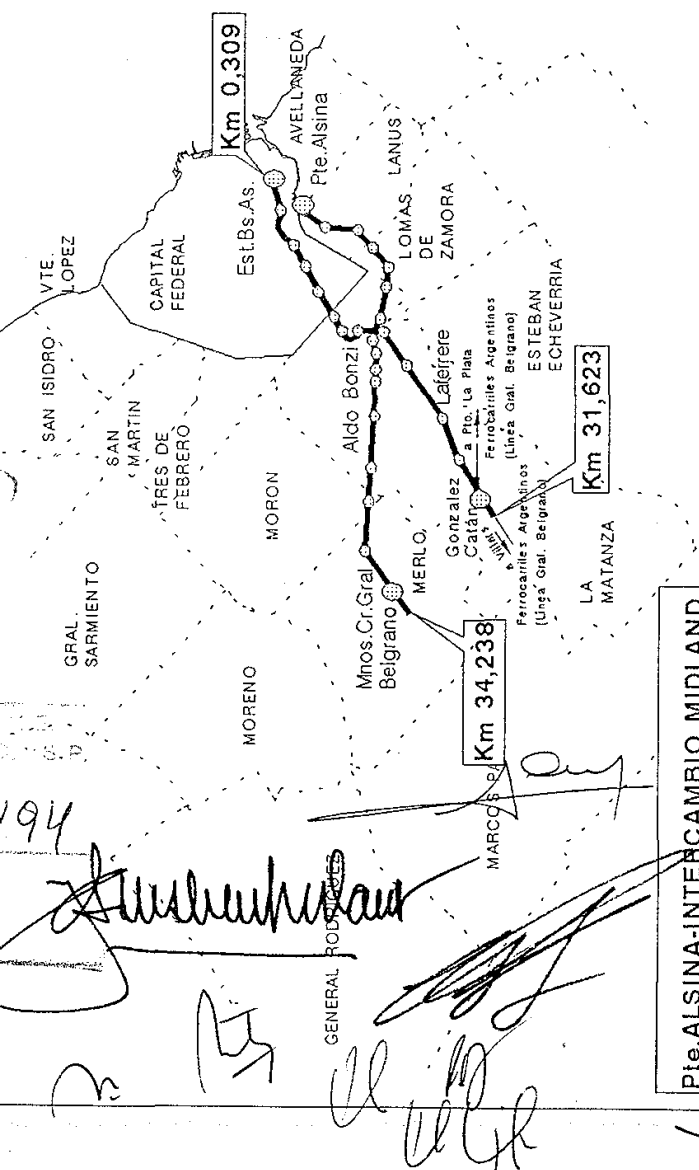 Km 0,309
AVELLANEDA
Pte.Alsina
Est.Bs.As.
LANUS
LOMAS
DE
ZAMORA
VTE.
LOPEZ
CAPITAL
FEDERAL
SAN ISIDRO
SAN
MARTIN
TRES DE
FEBRERO
MORON
GRAL.
SARMIENTO
MORENO
Aldo Bonzi
Laferrere
a Pto. La Plata
Ferrocarriles Argentinos
(Línea Gral. Belgrano)
ESTEBAN
ECHEVERRIA
Km 31,623
Gonzalez
Catán
a Villars
Ferrocarriles Argentinos
(Línea Gral. Belgrano)
MERLO
LA
MATANZA
Mnos.Cr.Gral
Belgrano
Km 34,238
MARCOS PA
GENERAL RODRIGUEZ
94
Pte.ALSINA-INTERCAMBIO MIDLAND